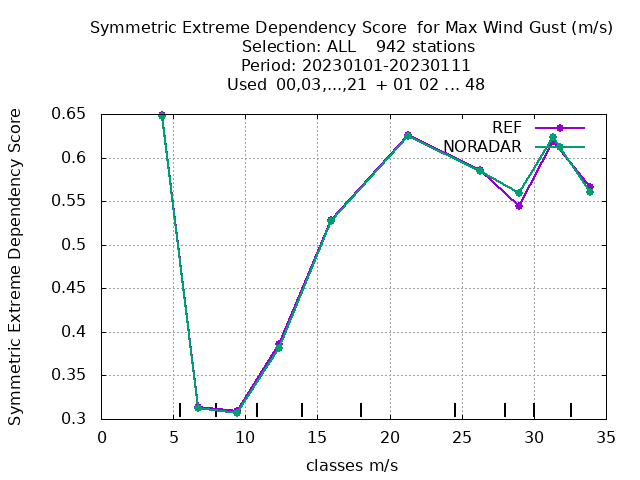 Symmetric Extreme Dependency Score  for Max Wind Gust (m/s)
Selection: ALL    942 stations
Period: 20230101-20230111
Used  00,03,...,21  + 01 02 ... 48
Symmetric Extreme Dependency Score
0.65
0.6
0.55
0.5
0.45
0.4
0.35
0.3
REF
NORADAR
0 5 10 15 20 25 30 35
classes m/s